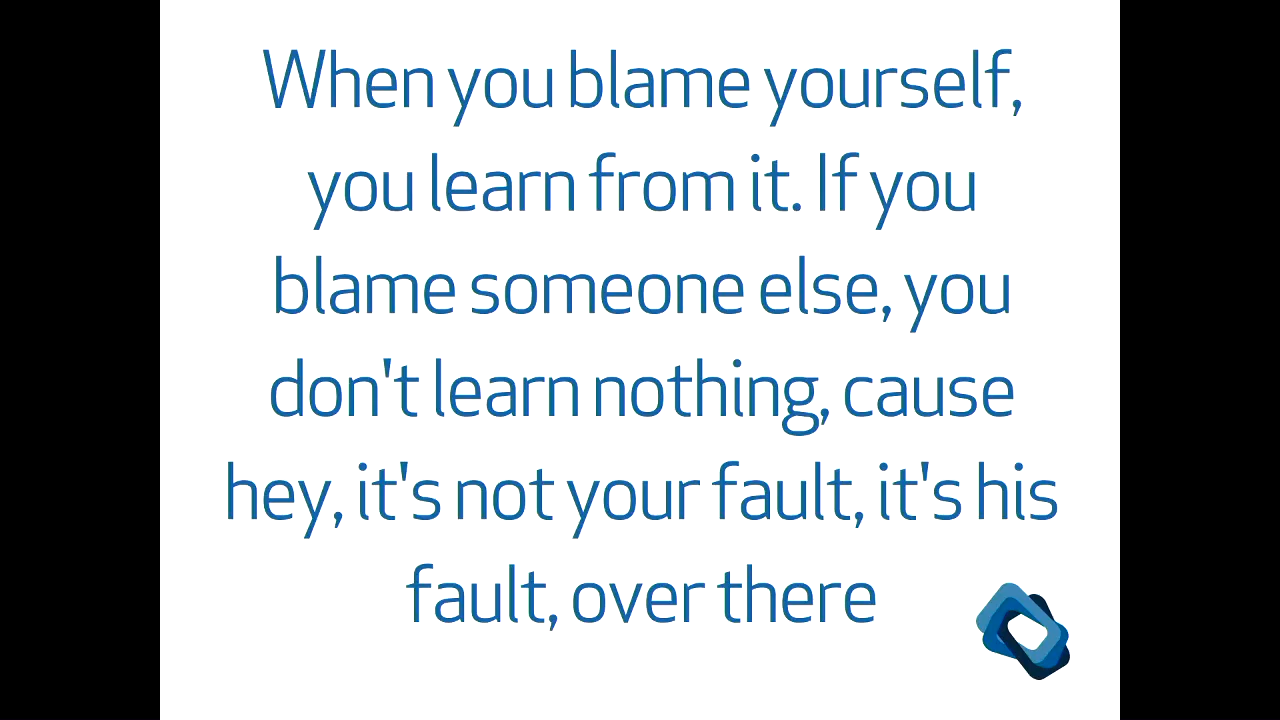 When you blame yourself,
you learn from it. If you
blame someone else, you
don't learn nothing, cause
hey, it's not your fault, it's his
fault, over there